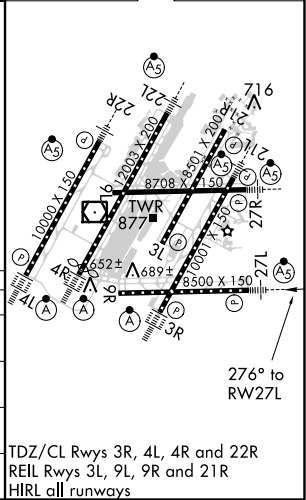 A5
716
22R
22L
A5
P
21R
A5
21L
P
P
A5
10000 X 150
12003 X 200
8501 X 200
8708 X 150
9L
TWR
877
27R
3L
10001 X 150
P
4R
652 ±
689 ±
9R
27L
8500 X 150
A5
P
4L
A
A
A
P
3R
P
276° to
RW27L
TDZ/CL Rwys 3R, 4L, 4R and 22R
REIL Rwys 3L, 9L, 9R and 21R
HIRL all runways